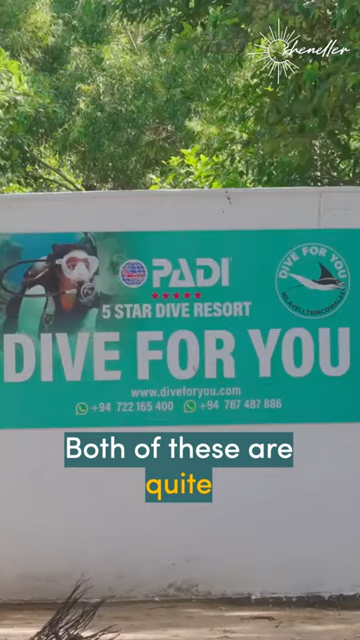 Cheneller
PADI
5 STAR DIVE RESORT
DIVE FOR YOU
www.diveforyou.com
+94 722 165 400 +94 767 487 886
DIVE FOR YOU
Both of these are
quite